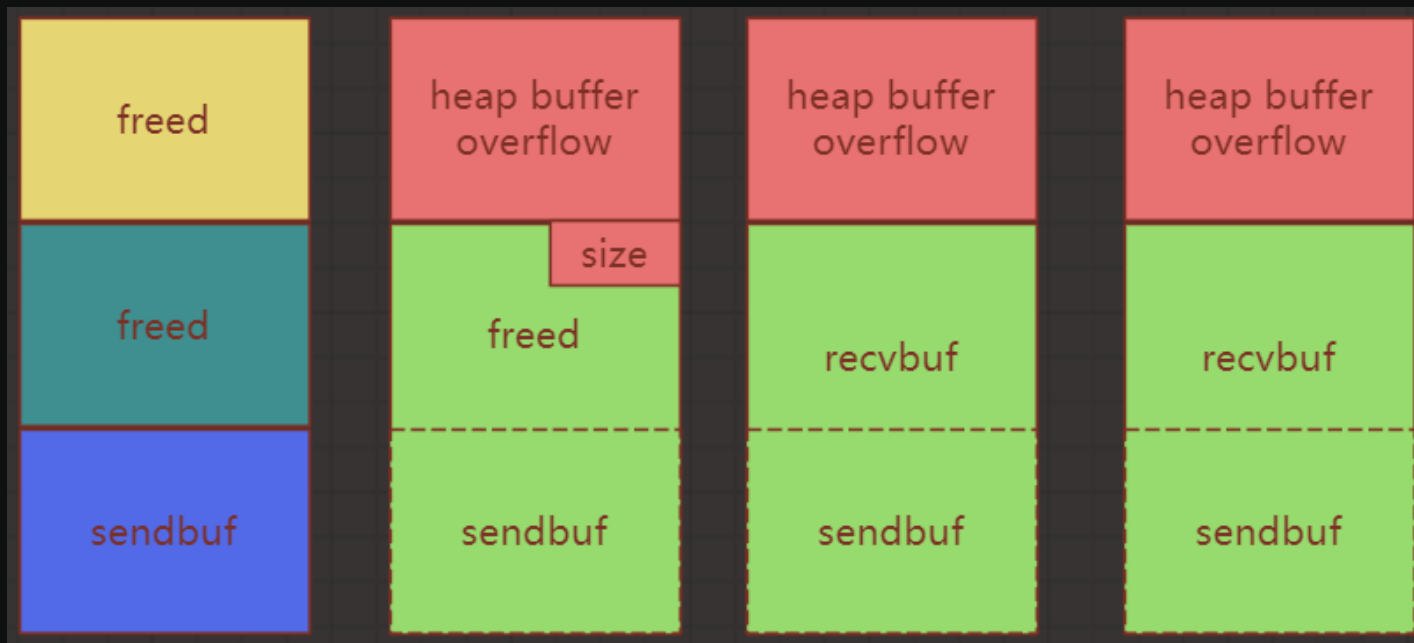 freed
freed
sendbuf
heap buffer
overflow
size
freed
sendbuf
heap buffer
overflow
recvbuf
sendbuf
heap buffer
overflow
recvbuf
sendbuf